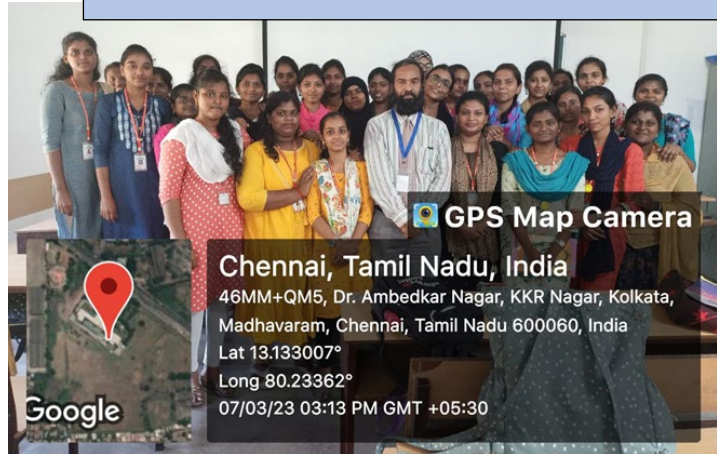 GPS Map Camera
Chennai, Tamil Nadu, India
46MM+QM5, Dr. Ambedkar Nagar, KKR Nagar, Kolkata,
Madhavaram, Chennai, Tamil Nadu 600060, India
Lat 13.133007°
Long 80.23362°
07/03/23 03:13 PM GMT +05:30
Google